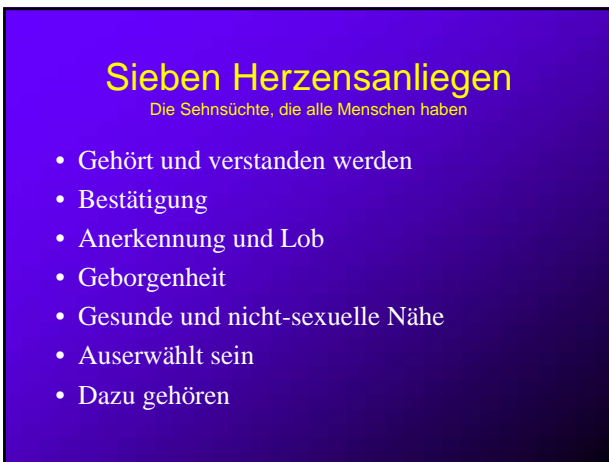 Sieben Herzensanliegen
Die Sehnsüchte, die alle Menschen haben
• Gehört und verstanden werden
• Bestätigung
• Anerkennung und Lob
• Geborgenheit
• Gesunde und nicht-sexuelle Nähe
• Auserwählt sein
• Dazu gehören